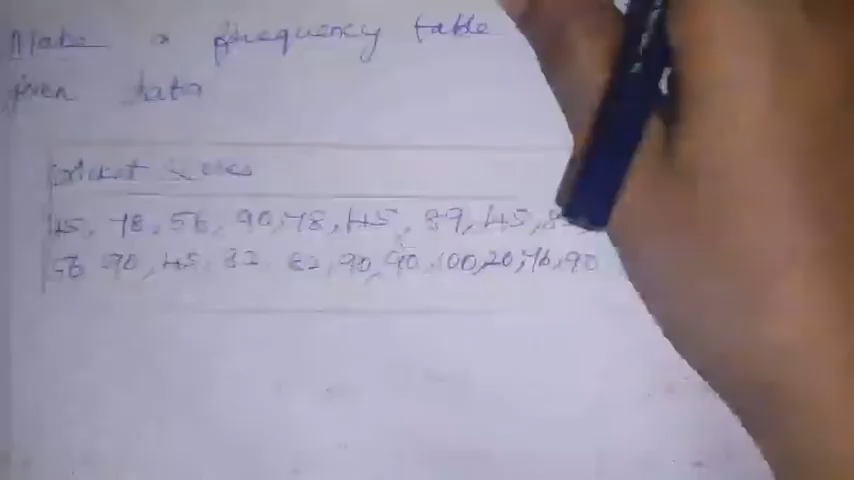 Make a frequency table
given data
Cricket Scores
45, 78, 56, 90, 78, 45, 89, 45,
56 90, 45, 32 82, 90, 90, 100, 20, 76, 90